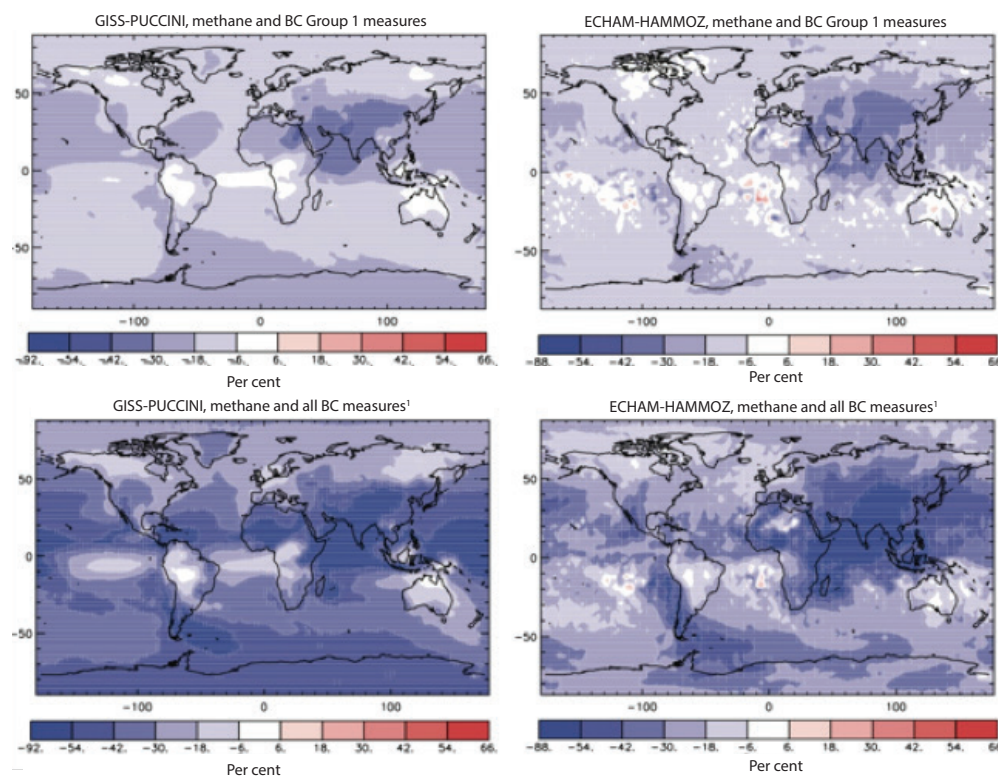 GISS-PUCCINI, methane and BC Group 1 measures
50
0
-50
-100 0 100
-92. -54. -42. -30. -18. -6. 6. 18. 30. 42. 54. 66.
Per cent
ECHAM-HAMMOZ, methane and BC Group 1 measures
50
0
-50
-100 0 100
-88. -54. -42. -30. -18. -6. 6. 18. 30. 42. 54. 66
Per cent
GISS-PUCCINI, methane and all BC measures¹
50
0
-50
-100 0 100
-92. -54. -42. -30. -18. -6. 6. 18. 30. 42. 54. 66.
Per cent
ECHAM-HAMMOZ, methane and all BC measures¹
50
0
-50
-100 0 100
-88. -54. -42. -30. -18. -6. 6. 18. 30. 42. 54. 66
Per cent